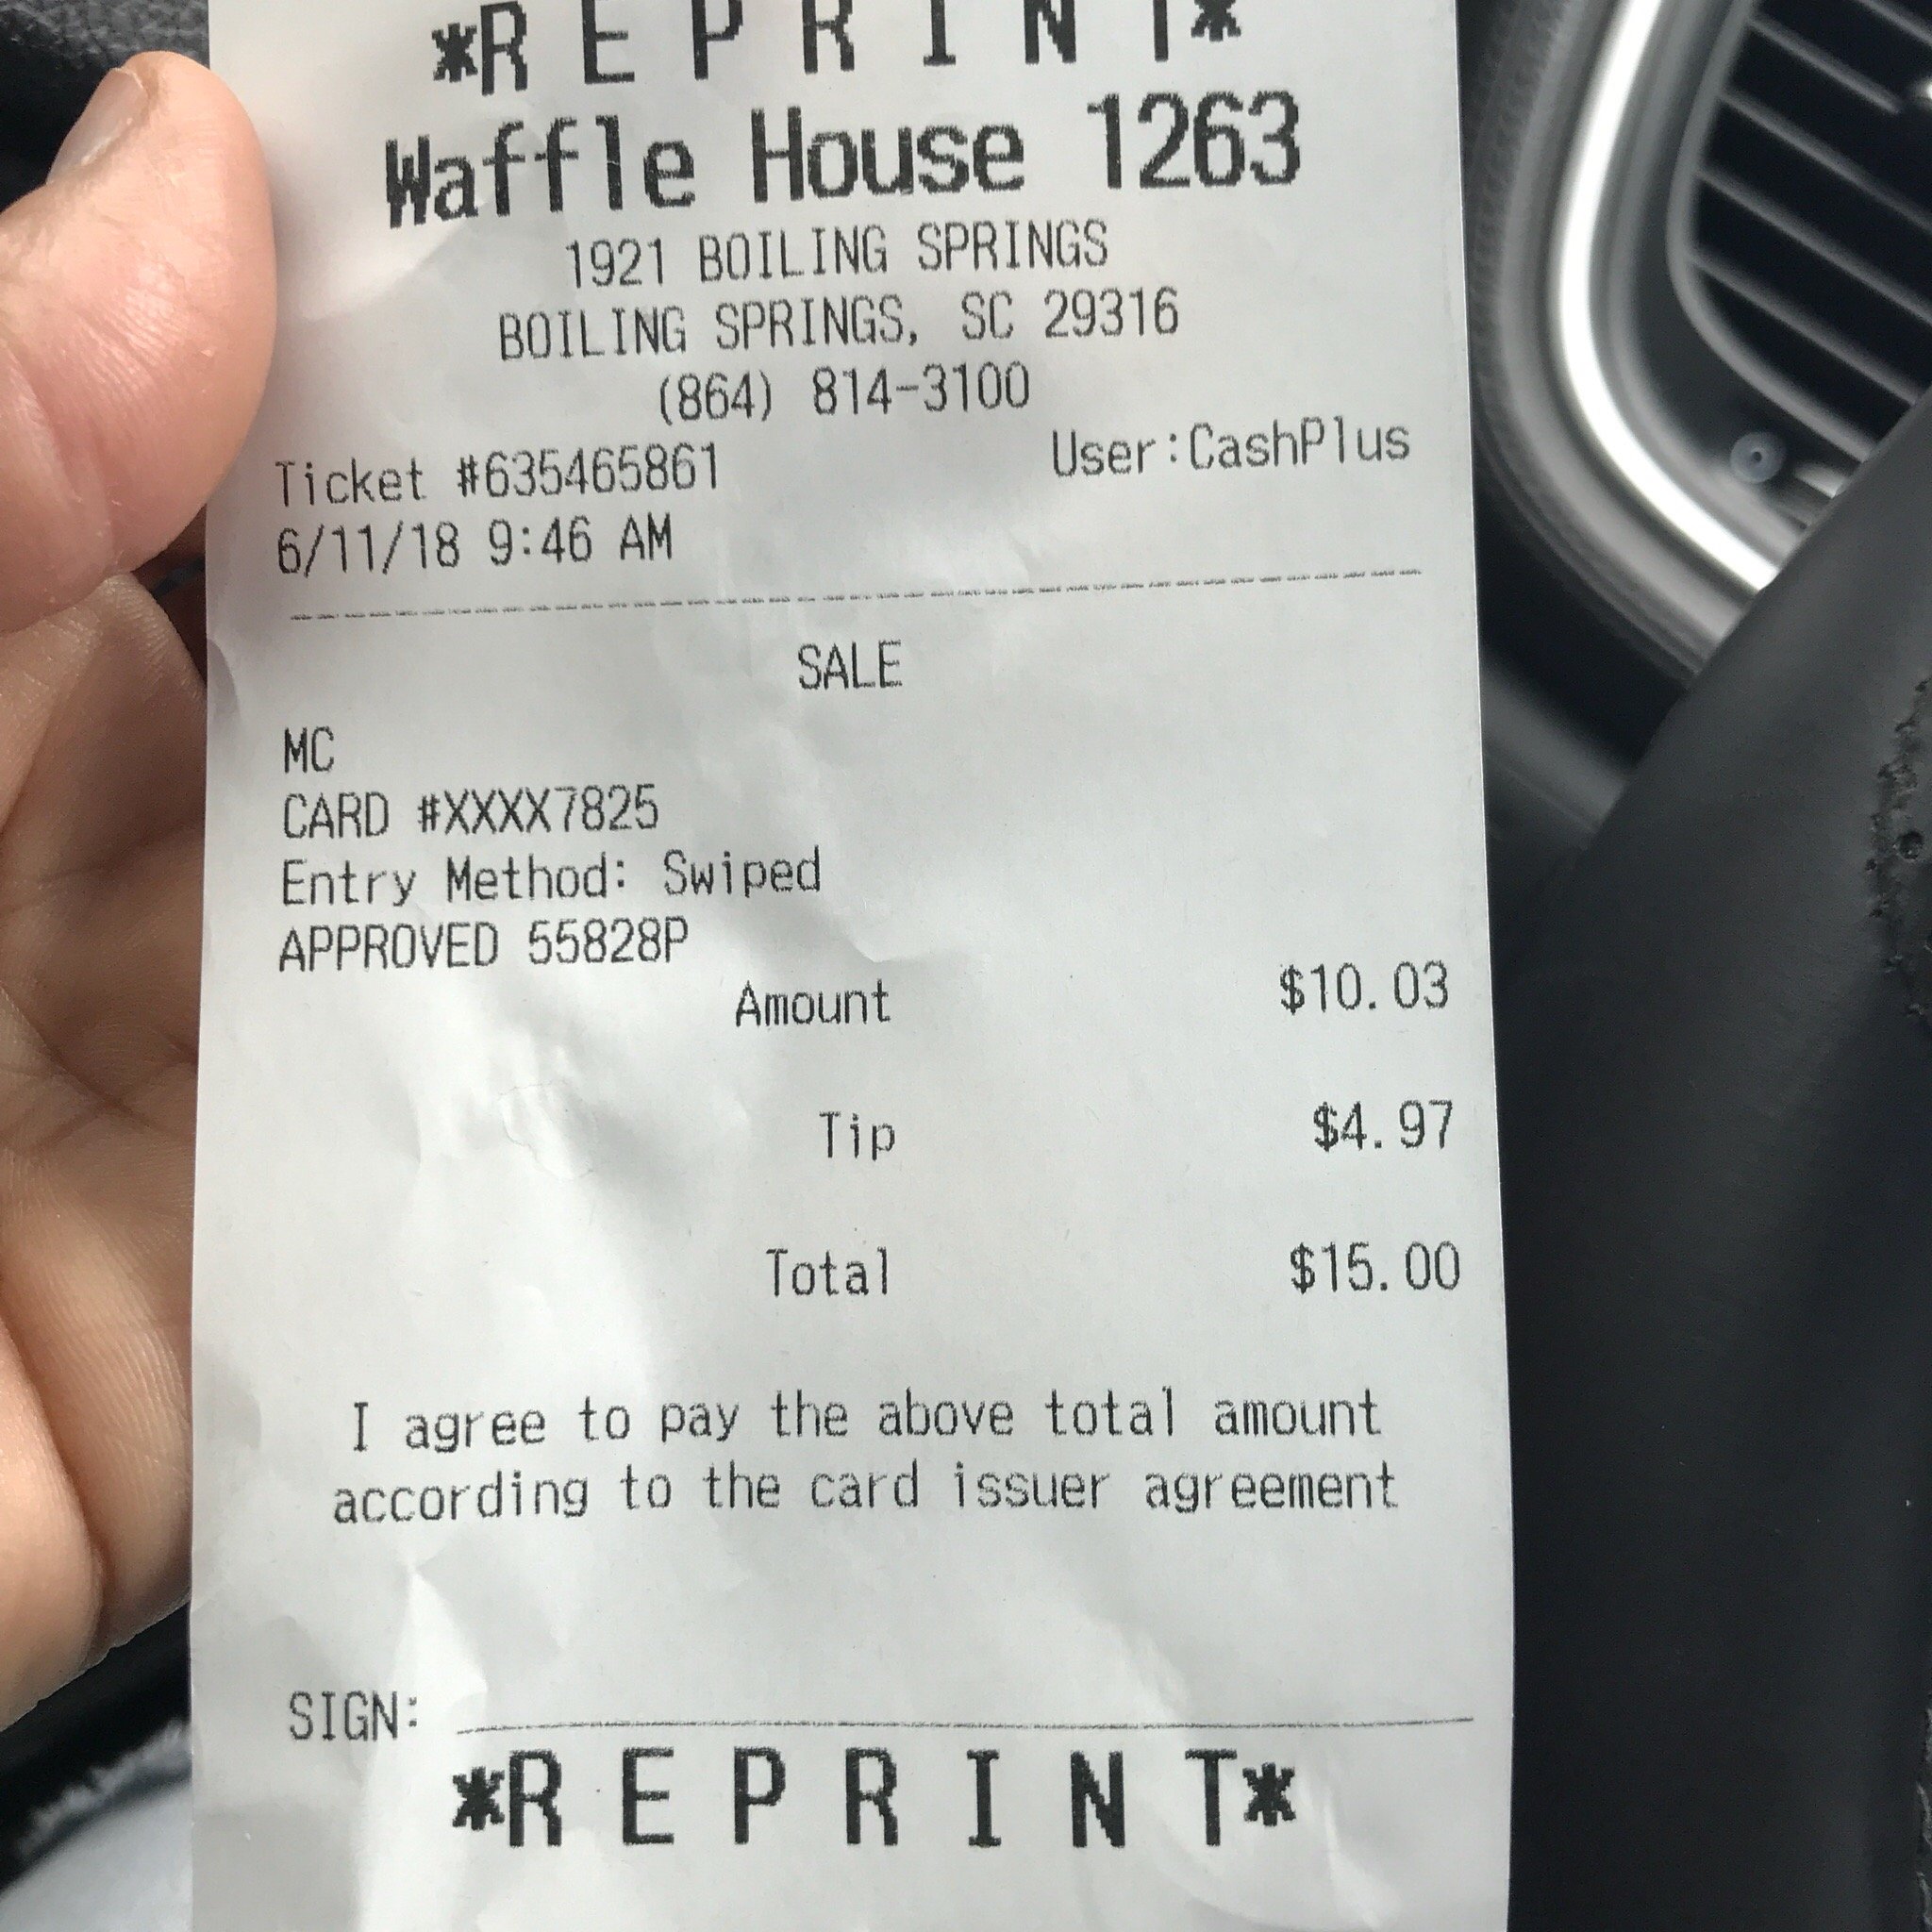 *R E P R I N T*
Waffle House 1263
1921 BOILING SPRINGS
BOILING SPRINGS, SC 29316
(864) 814-3100
Ticket #635465861 User:CashPlus
6/11/18 9:46 AM
SALE
MC
CARD #XXXX7825
Entry Method: Swiped
APPROVED 55828P
Amount $10.03
Tip $4.97
Total $15.00
I agree to pay the above total amount
according to the card issuer agreement
SIGN:
*R E P R I N T*